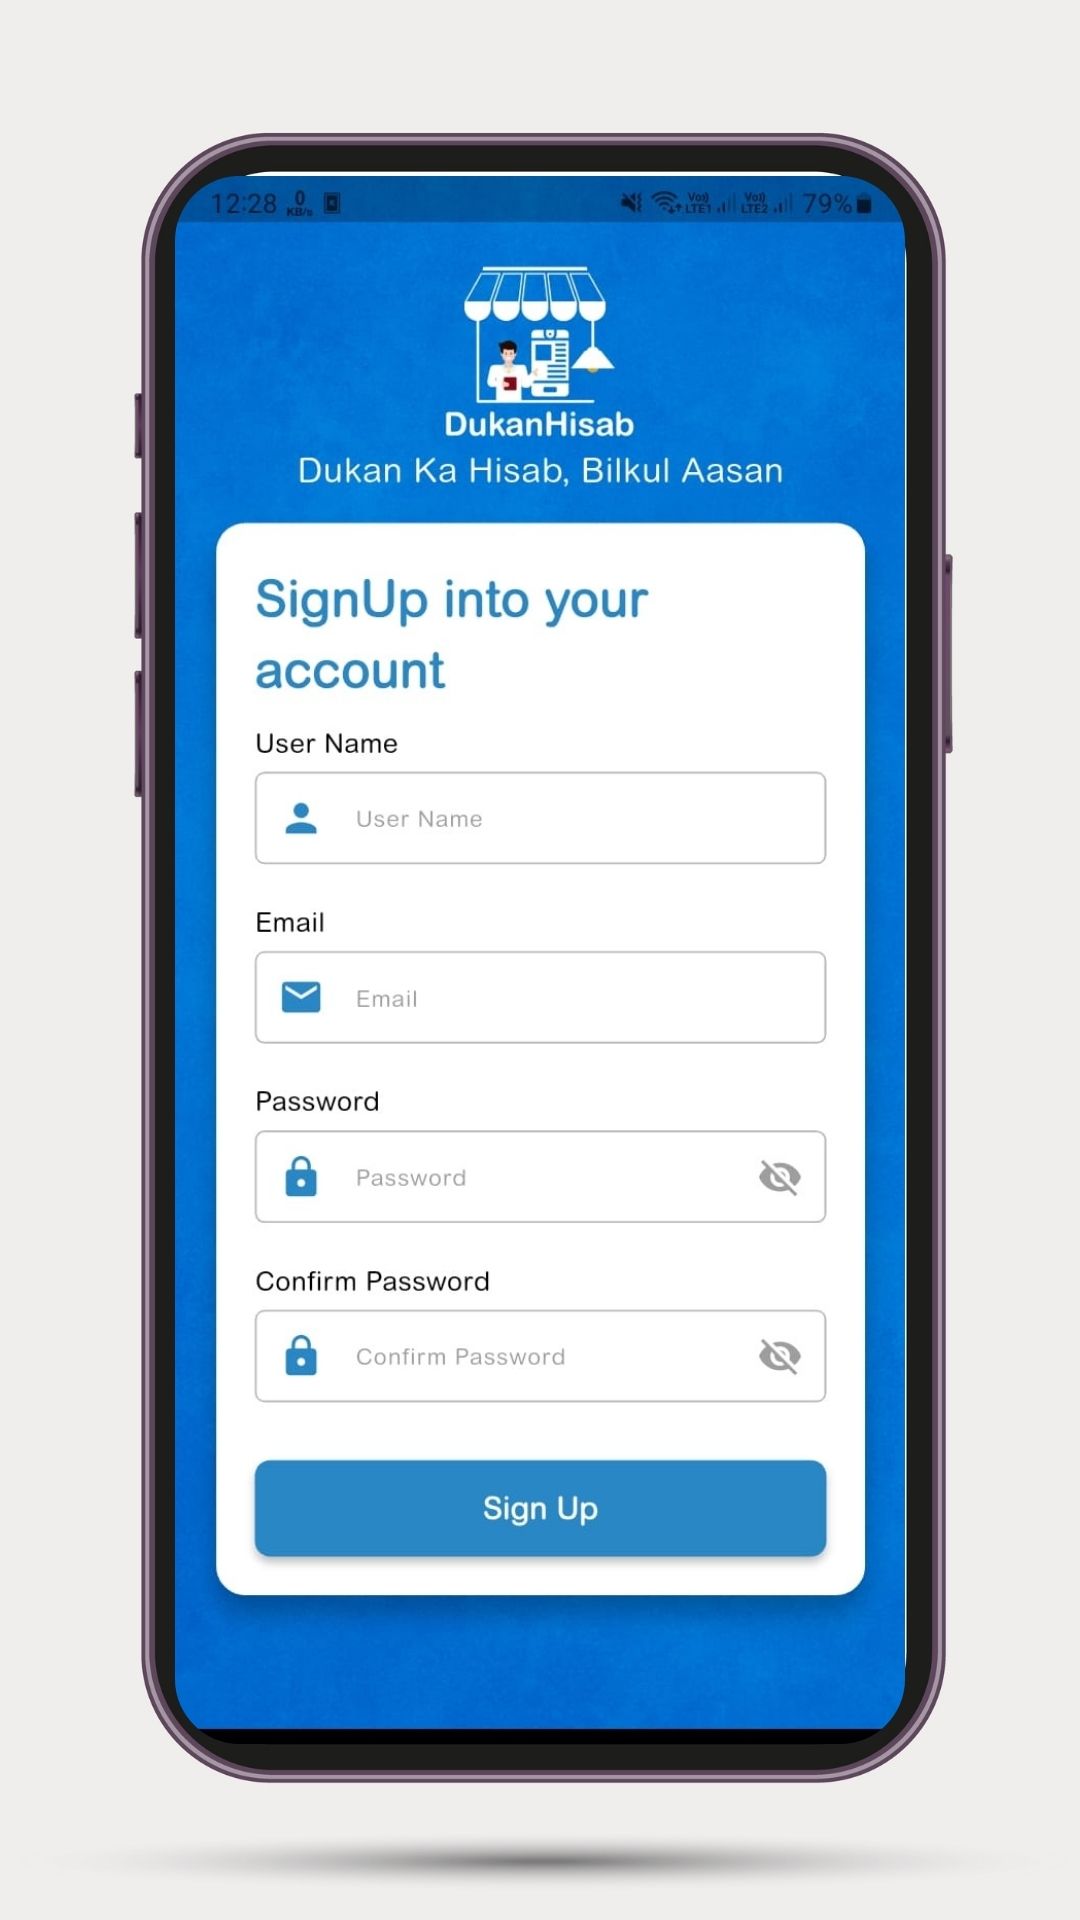 12:28 0 KB/s Vo)) LTE1 Vo)) LTE2 79%
DukanHisab
Dukan Ka Hisab, Bilkul Aasan
SignUp into your
account
User Name
User Name
Email
Email
Password
Password
Confirm Password
Confirm Password
Sign Up